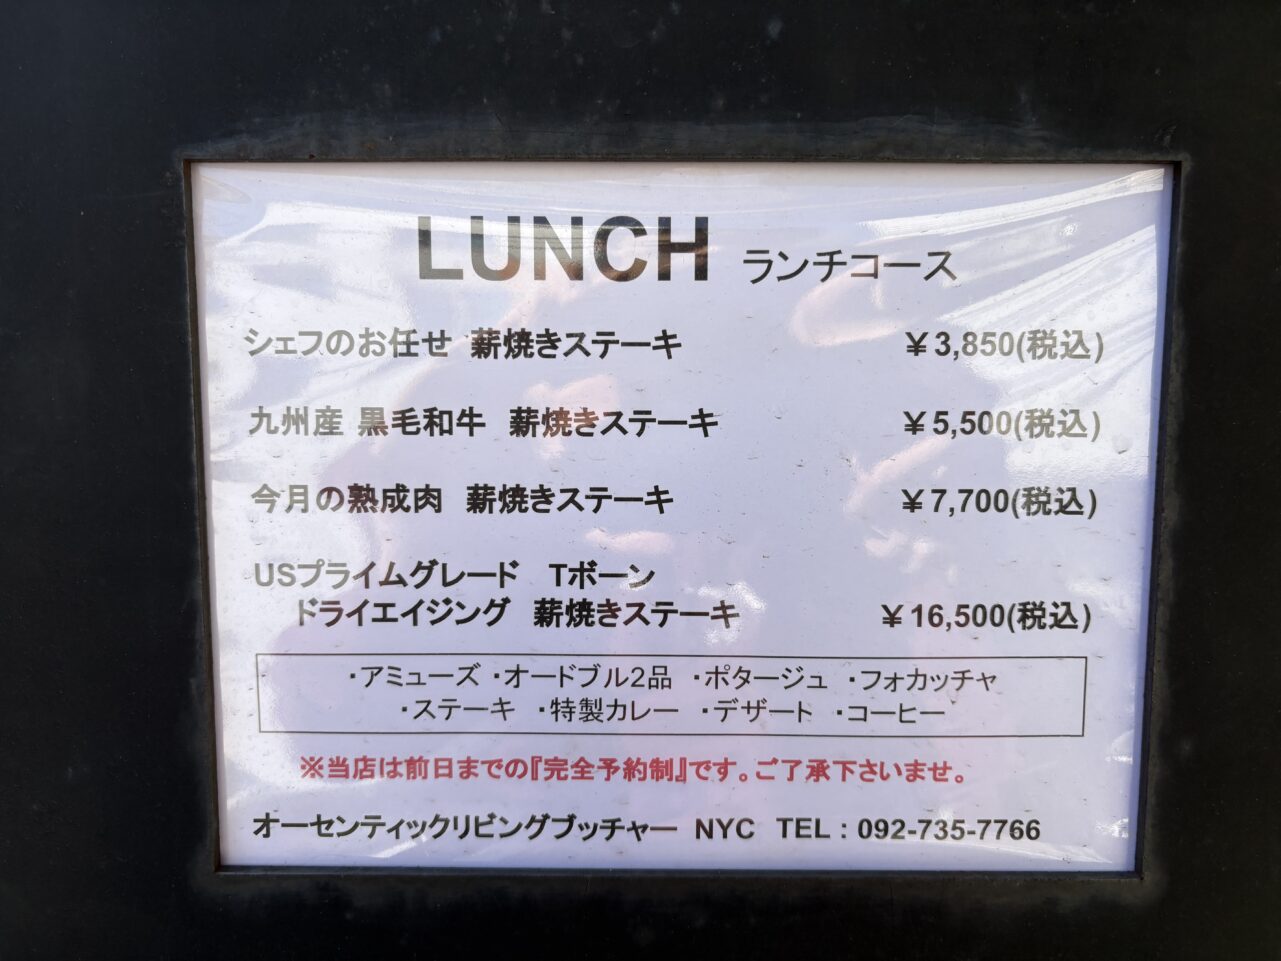 LUNCH ランチコース
シェフのお任せ 薪焼きステーキ ￥3,850(税込)
九州産 黒毛和牛 薪焼きステーキ ￥5,500(税込)
今月の熟成肉 薪焼きステーキ ￥7,700(税込)
USプライムグレード Tボーン
ドライエイジング 薪焼きステーキ ￥16,500(税込)
・アミューズ ・オードブル2品 ・ポタージュ ・フォカッチャ
・ステーキ ・特製カレー ・デザート ・コーヒー
※当店は前日までの『完全予約制』です。ご了承下さいませ。
オーセンティックリビングブッチャー NYC TEL : 092-735-7766